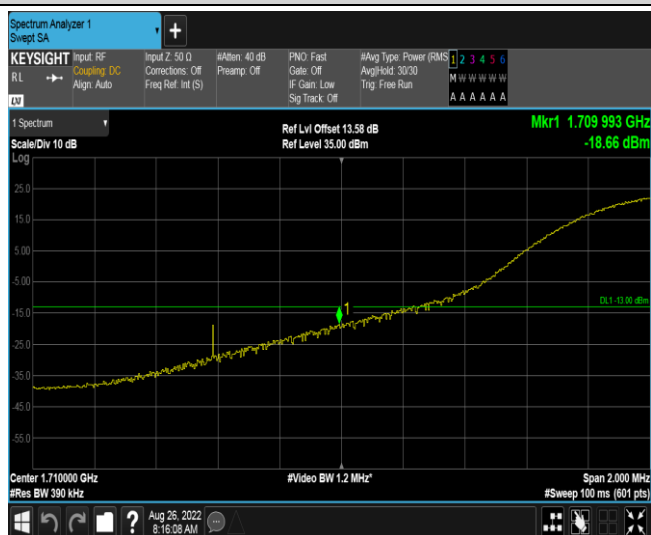 Spectrum Analyzer 1
Swept SA
+
KEYSIGHT
RL
LXI
Input: RF
Coupling: DC
Align: Auto
Input Z: 50 Ω
Corrections: Off
Freq Ref: Int (S)
#Atten: 40 dB
Preamp: Off
PNO: Fast
Gate: Off
IF Gain: Low
Sig Track: Off
#Avg Type: Power (RMS
Avg|Hold: 30/30
Trig: Free Run
1 2 3 4 5 6
M W W W W W
A A A A A A
1 Spectrum
Scale/Div 10 dB
Ref Lvl Offset 13.58 dB
Ref Level 35.00 dBm
Mkr1 1.709 993 GHz
-18.66 dBm
Log
25.0
15.0
5.00
-5.00
-15.0
-25.0
-35.0
-45.0
-55.0
1
DL1 -13.00 dBm
Center 1.710000 GHz
#Res BW 390 kHz
#Video BW 1.2 MHz*
Span 2.000 MHz
#Sweep 100 ms (601 pts)
?
Aug 26, 2022
8:16:08 AM